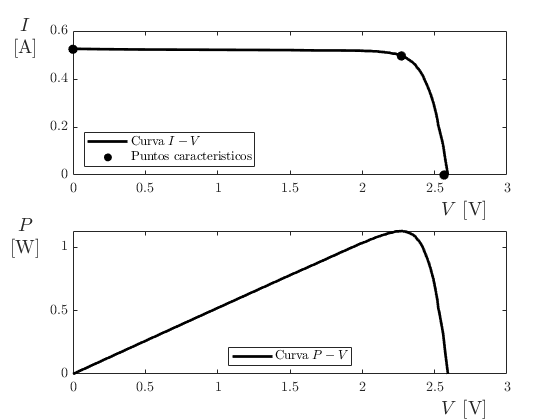 I
[A]
0.6
0.4
0.2
0
Curva I − V
Puntos caracteristicos
0 0.5 1 1.5 2 2.5 3
V [V]
P
[W]
1
0.5
0
Curva P − V
0 0.5 1 1.5 2 2.5 3
V [V]